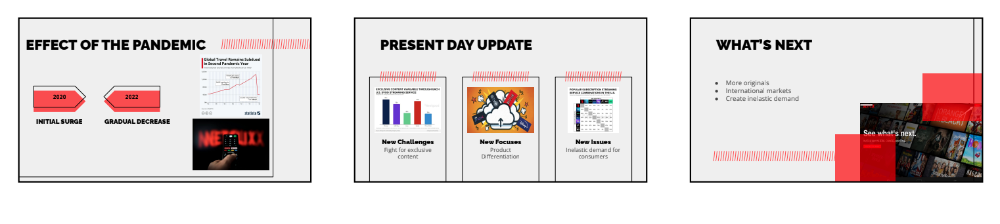 EFFECT OF THE PANDEMIC
Global Travel Remains Subdued
in Second Pandemic Year
2020
2022
INITIAL SURGE
GRADUAL DECREASE
statista
PRESENT DAY UPDATE
EXCLUSIVE CONTENT AVAILABLE THROUGH EACH
U.S. SVOD STREAMING SERVICE
POPULAR SUBSCRIPTION STREAMING
SERVICE COMBINATIONS IN THE U.S.
New Challenges
Fight for exclusive
content
New Focuses
Product
Differentiation
New Issues
Inelastic demand for
consumers
WHAT'S NEXT
● More originals
● International markets
● Create inelastic demand
ORANGE
BLACK
See what's next.